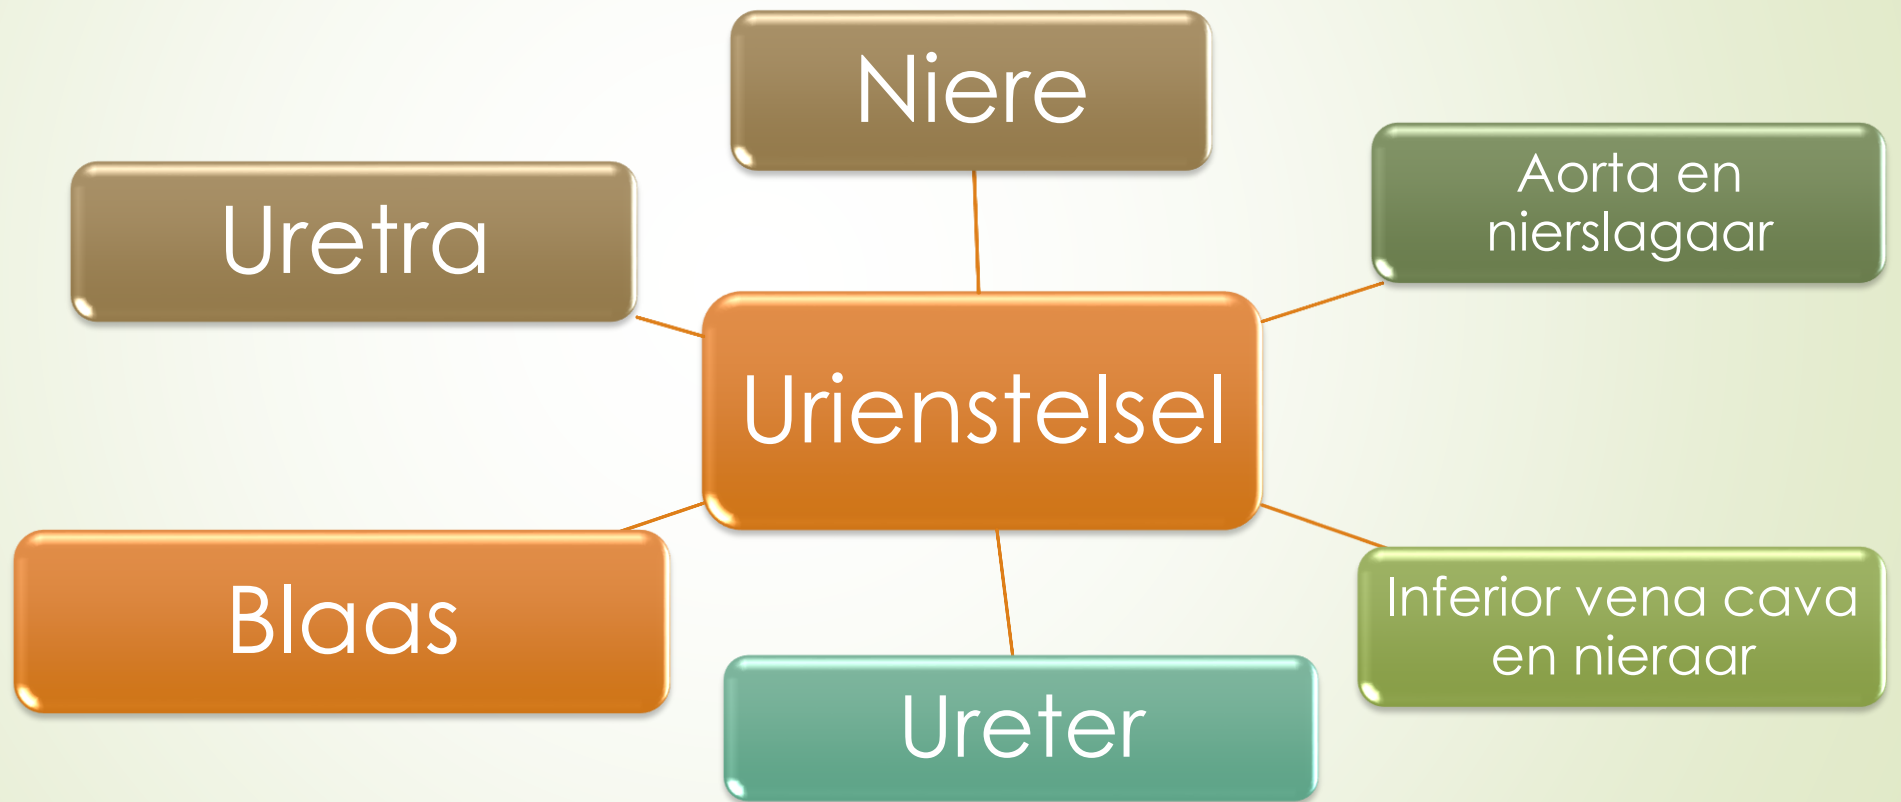 Niere
Aorta en
nierslagaar
Uretra
Urienstelsel
Inferior vena cava
en nieraar
Blaas
Ureter